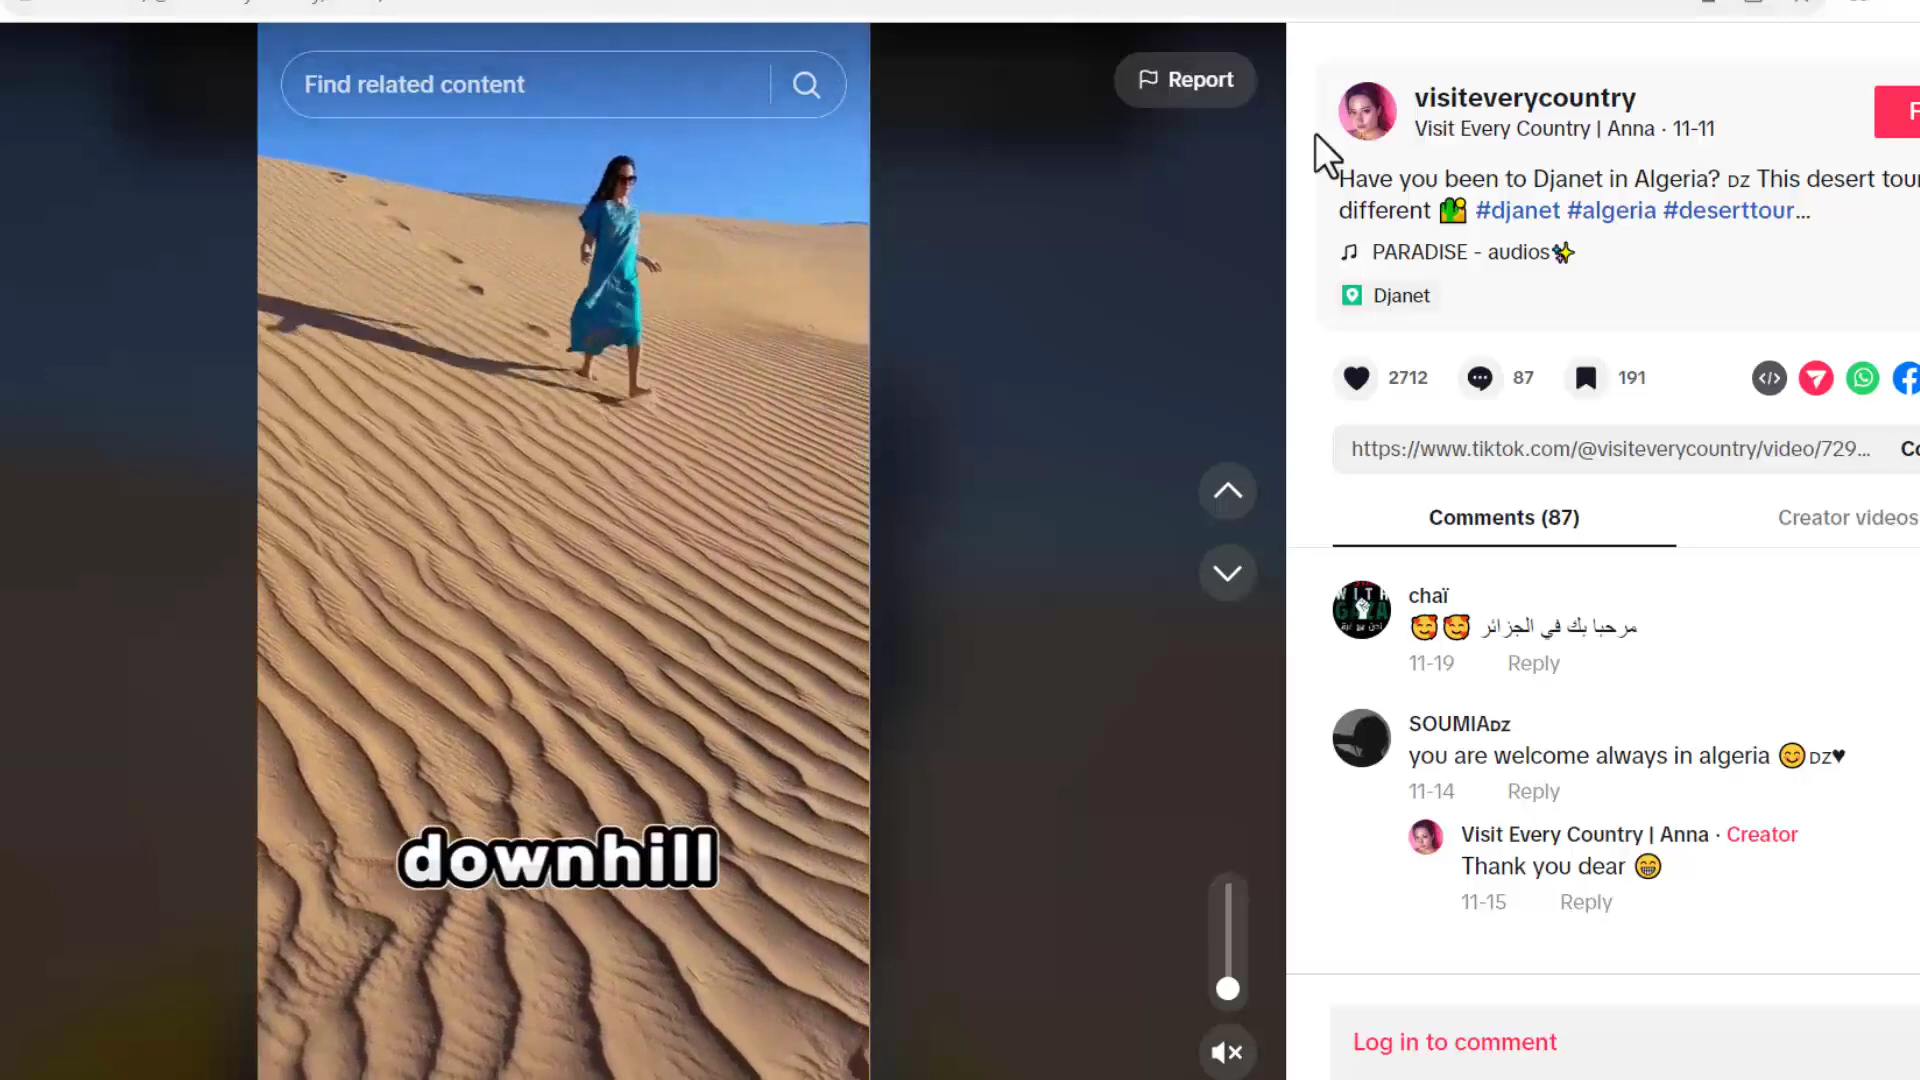 Find related content
Report
downhill
visiteverycountry
Visit Every Country | Anna · 11-11
F
Have you been to Djanet in Algeria? DZ This desert tour
different #djanet #algeria #deserttour...
PARADISE - audios
Djanet
2712
87
191
https://www.tiktok.com/@visiteverycountry/video/729...
Co
Comments (87)
Creator videos
chaï
مرحبا بك في الجزائر
11-19 Reply
SOUMIADZ
you are welcome always in algeria DZ
11-14 Reply
Visit Every Country | Anna · Creator
Thank you dear
11-15 Reply
Log in to comment